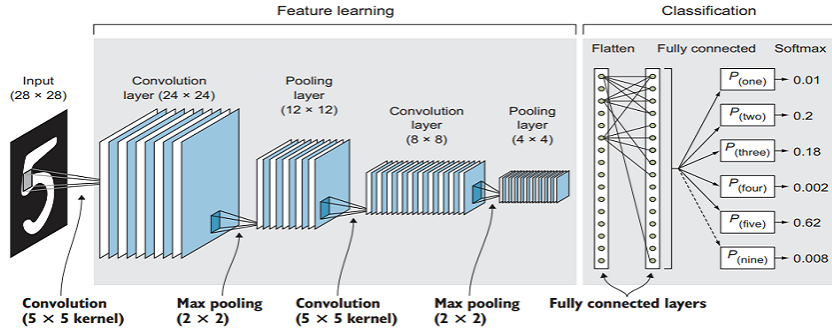 Feature learning
Classification
Input
(28 × 28)
Convolution
layer (24 × 24)
Pooling
layer
(12 × 12)
Convolution
layer
(8 × 8)
Pooling
layer
(4 × 4)
Flatten
Fully connected
Softmax
P(one)
0.01
P(two)
0.2
P(three)
0.18
P(four)
0.002
P(five)
0.62
P(nine)
0.008
5
Convolution
(5 × 5 kernel)
Max pooling
(2 × 2)
Convolution
(5 × 5 kernel)
Max pooling
(2 × 2)
Fully connected layers